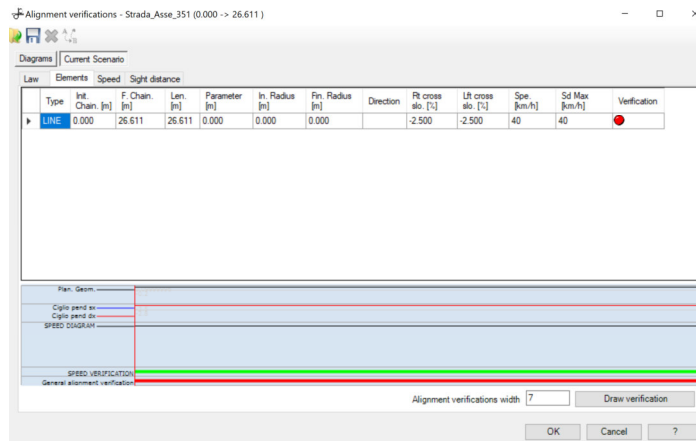 Alignment verifications - Strada_Asse_351 (0.000 -> 26.611 )
Diagrams Current Scenario
Law Elements Speed Sight distance
Type Init. Chain. [m] F. Chain. [m] Len. [m] Parameter [m] In. Radius [m] Fin. Radius [m] Direction Rt cross slo. [%] Lft cross slo. [%] Spe. [km/h] Sd Max [km/h] Verification
LINE 0.000 26.611 26.611 0.000 0.000 0.000 -2.500 -2.500 40 40
Plan. Geom.
Ciglio pend sx
Ciglio pend dx
SPEED DIAGRAM
SPEED VERIFICATION
General alignment verification
Alignment verifications width 7 Draw verification
OK Cancel ?